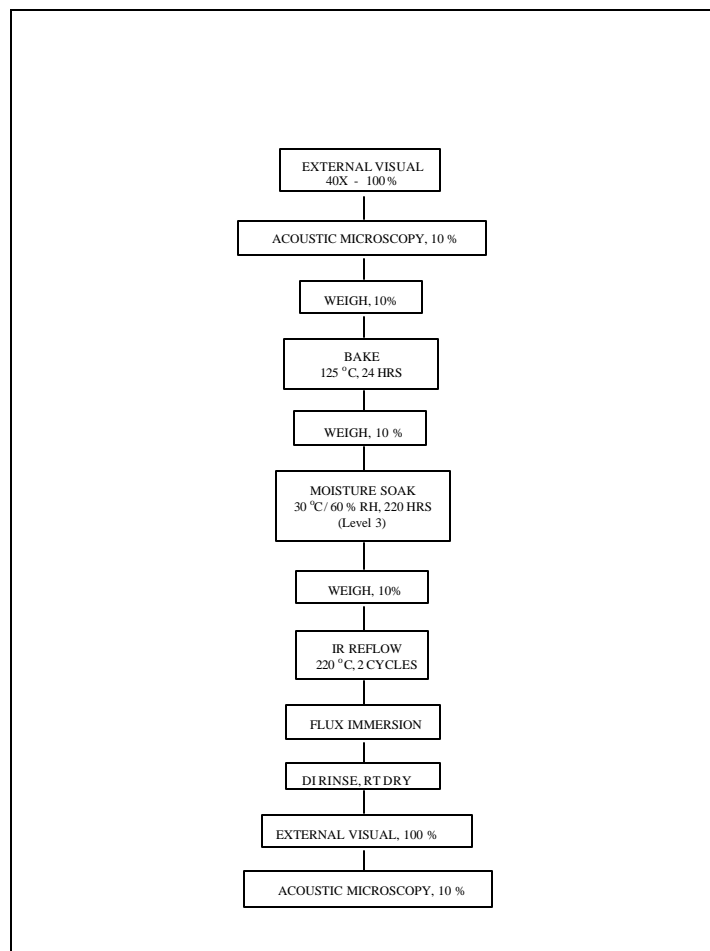 EXTERNAL VISUAL
40X - 100 %
ACOUSTIC MICROSCOPY, 10 %
WEIGH, 10%
BAKE
125 °C, 24 HRS
WEIGH, 10 %
MOISTURE SOAK
30 °C / 60 % RH, 220 HRS
(Level 3)
WEIGH, 10%
IR REFLOW
220 °C, 2 CYCLES
FLUX IMMERSION
DI RINSE, RT DRY
EXTERNAL VISUAL, 100 %
ACOUSTIC MICROSCOPY, 10 %